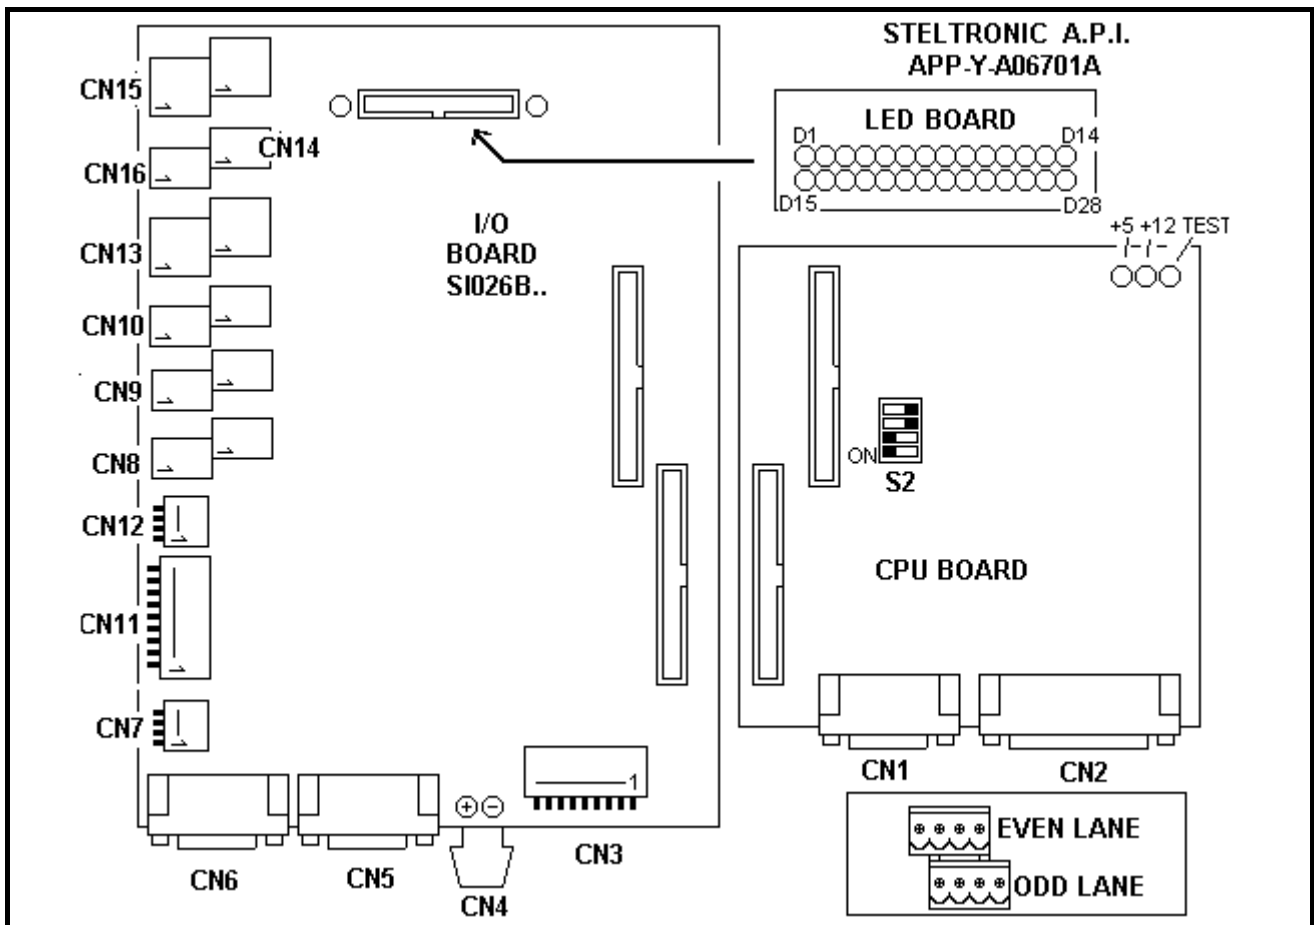 STELTRONIC A.P.I.
APP-Y-A06701A
CN15
CN14
CN16
LED BOARD
D1
D14
D15
D28
I/O
BOARD
SI026B..
+5 +12 TEST
CN13
CN10
CN9
CN8
ON
S2
CN12
CPU BOARD
CN11
CN7
1
CN1
CN2
CN3
EVEN LANE
CN6
CN5
CN4
ODD LANE